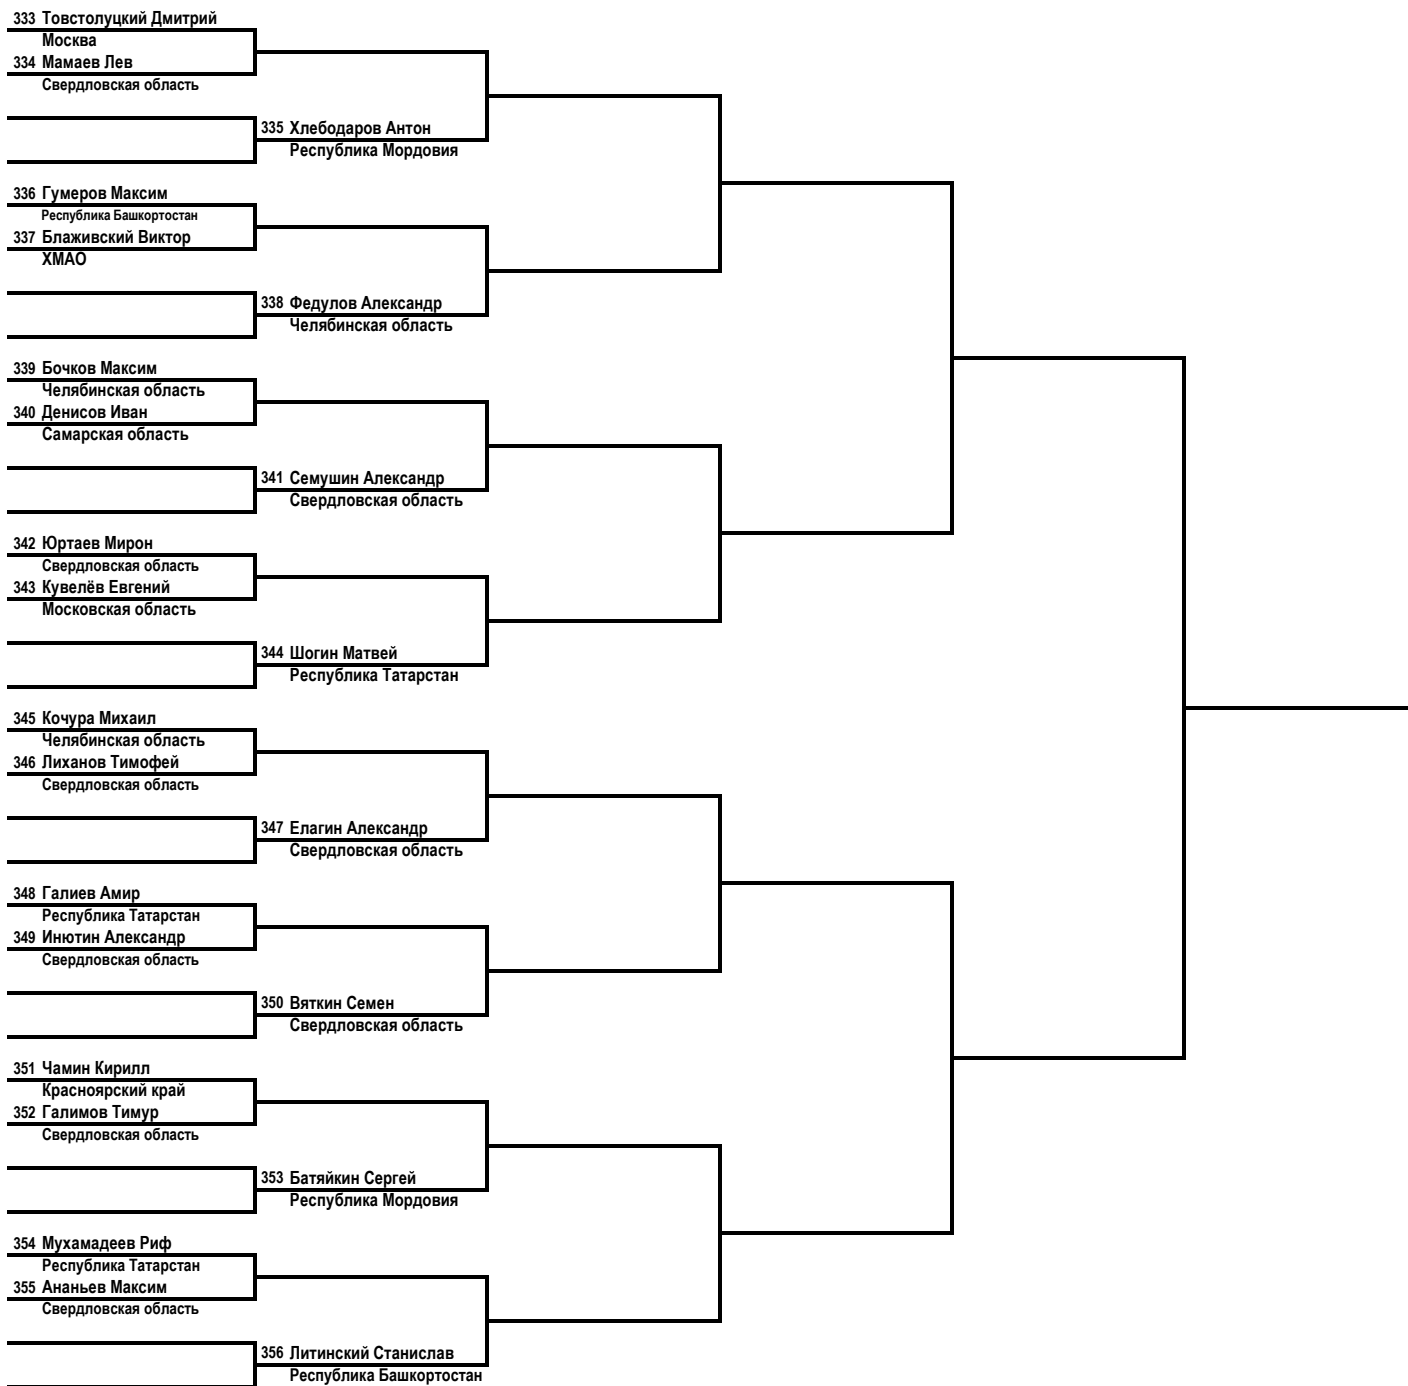 333 Товстолуцкий Дмитрий
Москва
334 Мамаев Лев
Свердловская область
335 Хлебодаров Антон
Республика Мордовия
336 Гумеров Максим
Республика Башкортостан
337 Блаживский Виктор
ХМАО
338 Федулов Александр
Челябинская область
339 Бочков Максим
Челябинская область
340 Денисов Иван
Самарская область
341 Семушин Александр
Свердловская область
342 Юртаев Мирон
Свердловская область
343 Кувелёв Евгений
Московская область
344 Шогин Матвей
Республика Татарстан
345 Кочура Михаил
Челябинская область
346 Лиханов Тимофей
Свердловская область
347 Елагин Александр
Свердловская область
348 Галиев Амир
Республика Татарстан
349 Инютин Александр
Свердловская область
350 Вяткин Семен
Свердловская область
351 Чамин Кирилл
Красноярский край
352 Галимов Тимур
Свердловская область
353 Батяйкин Сергей
Республика Мордовия
354 Мухамадеев Риф
Республика Татарстан
355 Ананьев Максим
Свердловская область
356 Литинский Станислав
Республика Башкортостан